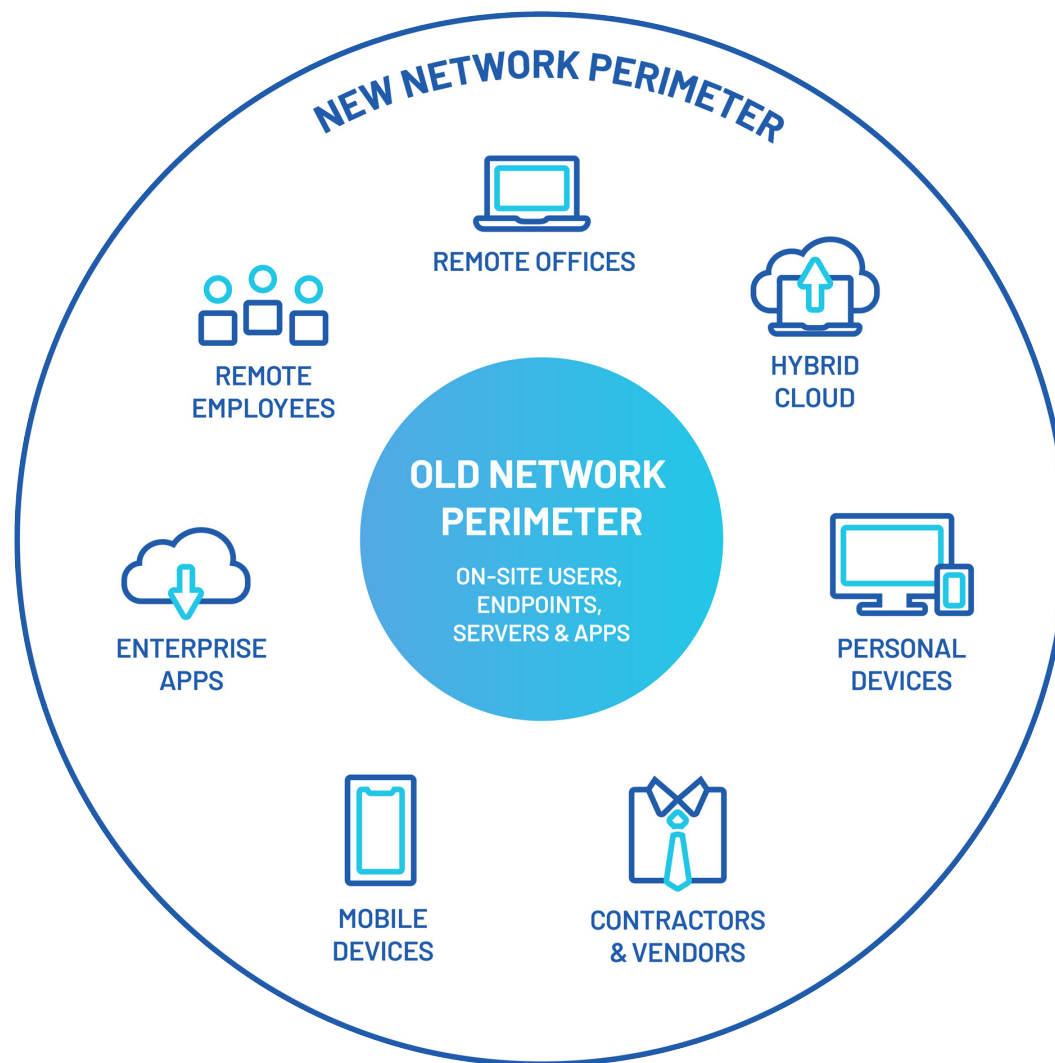 NEW NETWORK PERIMETER
REMOTE OFFICES
HYBRID
CLOUD
REMOTE
EMPLOYEES
OLD NETWORK
PERIMETER
ON-SITE USERS,
ENDPOINTS,
SERVERS & APPS
ENTERPRISE
APPS
PERSONAL
DEVICES
MOBILE
DEVICES
CONTRACTORS
& VENDORS